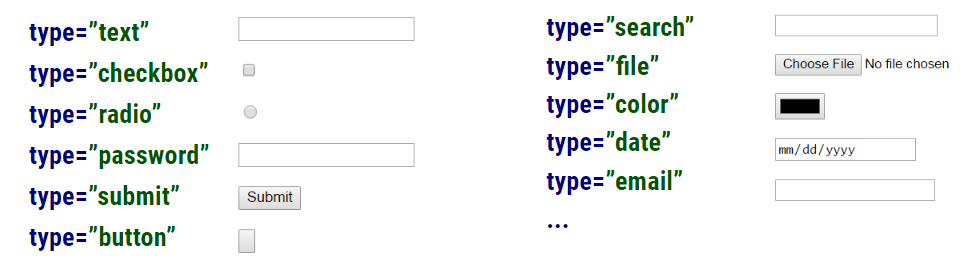 type=”text”
type=”checkbox”
type=”radio”
type=”password”
type=”submit” Submit
type=”button”
type=”search”
type=”file” Choose File No file chosen
type=”color”
type=”date” mm/dd/yyyy
type=”email”
...